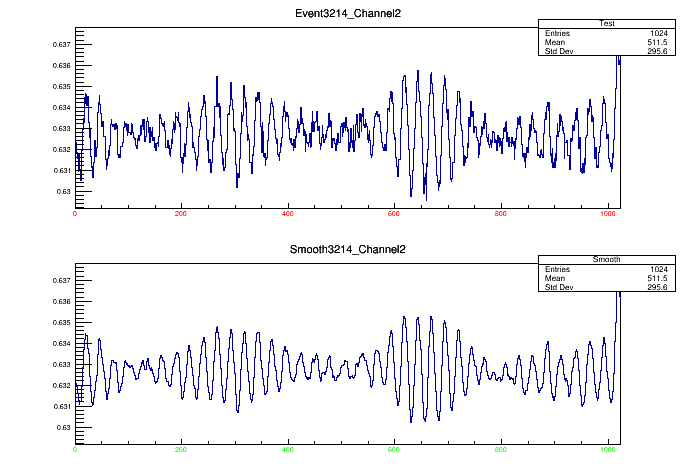 Event3214_Channel2
Test
Entries 1024
Mean 511.5
Std Dev 295.6
0.637
0.636
0.635
0.634
0.633
0.632
0.631
0.63
0 200 400 600 800 1000
Smooth3214_Channel2
Smooth
Entries 1024
Mean 511.5
Std Dev 295.6
0.637
0.636
0.635
0.634
0.633
0.632
0.631
0.63
0 200 400 600 800 1000